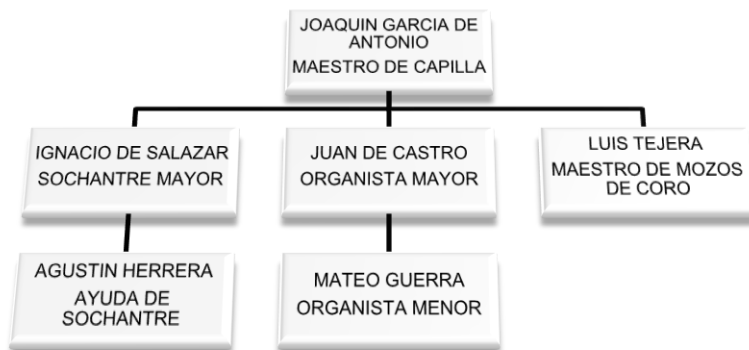 JOAQUIN GARCIA DE
ANTONIO
MAESTRO DE CAPILLA
IGNACIO DE SALAZAR
SOCHANTRE MAYOR
JUAN DE CASTRO
ORGANISTA MAYOR
LUIS TEJERA
MAESTRO DE MOZOS
DE CORO
AGUSTIN HERRERA
AYUDA DE
SOCHANTRE
MATEO GUERRA
ORGANISTA MENOR